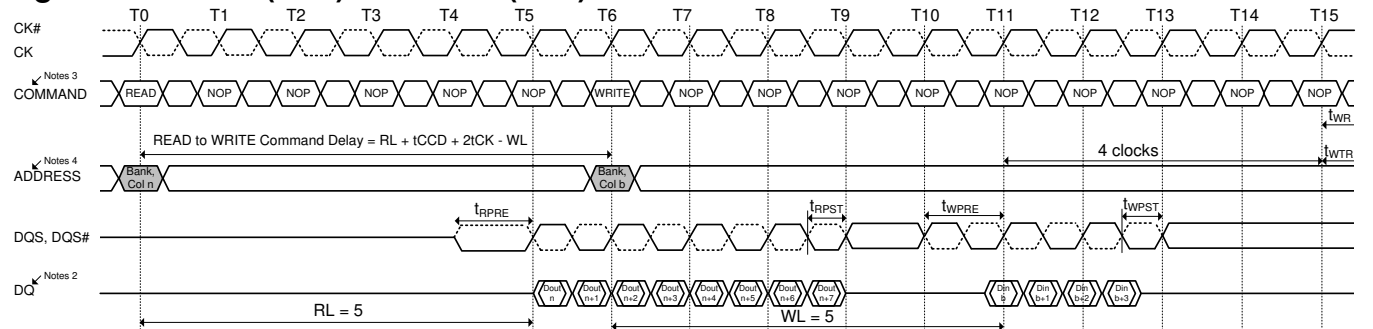 T0 T1 T2 T3 T4 T5 T6 T7 T8 T9 T10 T11 T12 T13 T14 T15
CK#
CK
Notes 3
COMMAND READ NOP NOP NOP NOP NOP WRITE NOP NOP NOP NOP NOP NOP NOP NOP NOP
tWR
READ to WRITE Command Delay = RL + tCCD + 2tCK - WL
4 clocks
tWTR
Notes 4
ADDRESS
Bank, Col n
Bank, Col b
tRPRE
tRPST
tWPRE
tWPST
DQS, DQS#
Notes 2
DQ
Dout n
Dout n+1
Dout n+2
Dout n+3
Dout n+4
Dout n+5
Dout n+6
Dout n+7
Din b
Din b+1
Din b+2
Din b+3
RL = 5
WL = 5